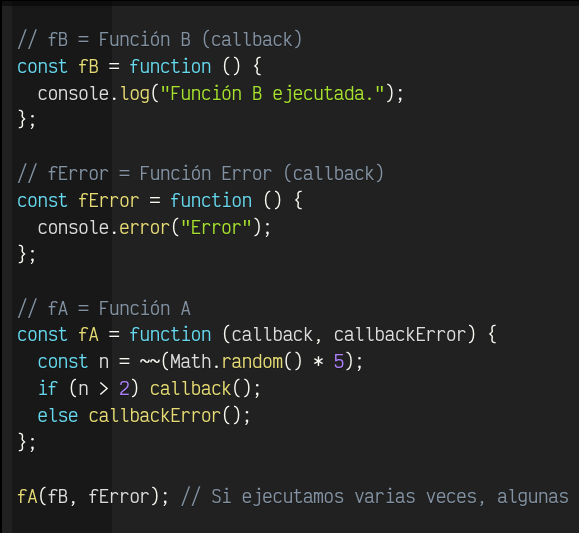 // fB = Función B (callback)
const fB = function () {
  console.log("Función B ejecutada.");
};
// fError = Función Error (callback)
const fError = function () {
  console.error("Error");
};
// fA = Función A
const fA = function (callback, callbackError) {
  const n = ~~(Math.random() * 5);
  if (n > 2) callback();
  else callbackError();
};
fA(fB, fError); // Si ejecutamos varias veces, algunas